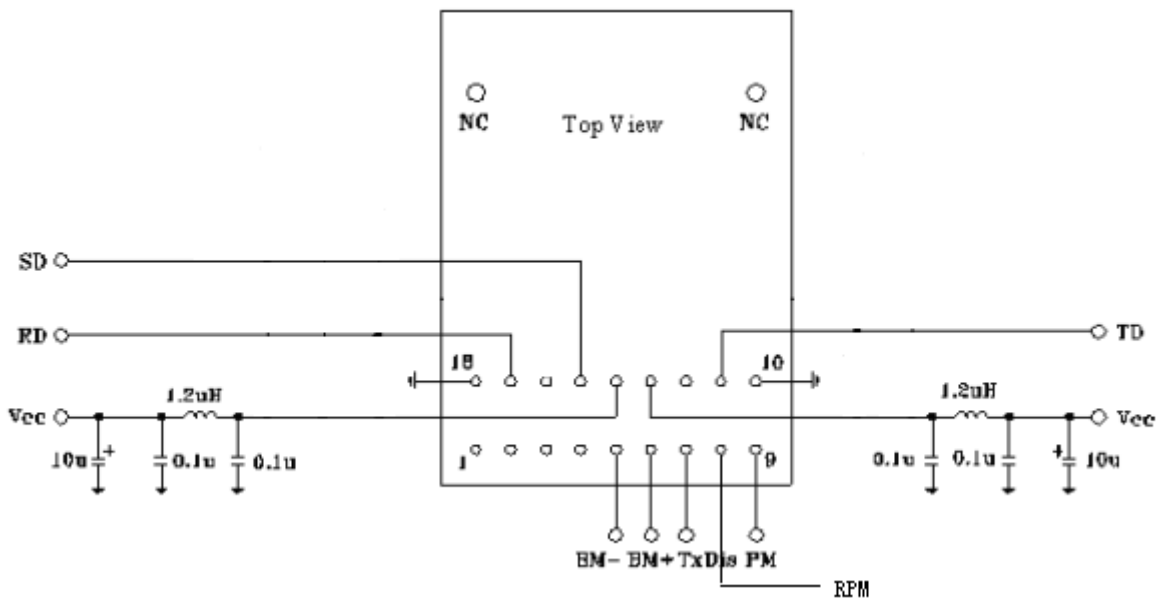 NC Top View NC
SD
RD
TD
18 10
1.2uH 1.2uH
Vcc Vcc
10u + 0.1u 0.1u 0.1u 0.1u + 10u
1 9
BM- BM+ TxDis PM
RPM